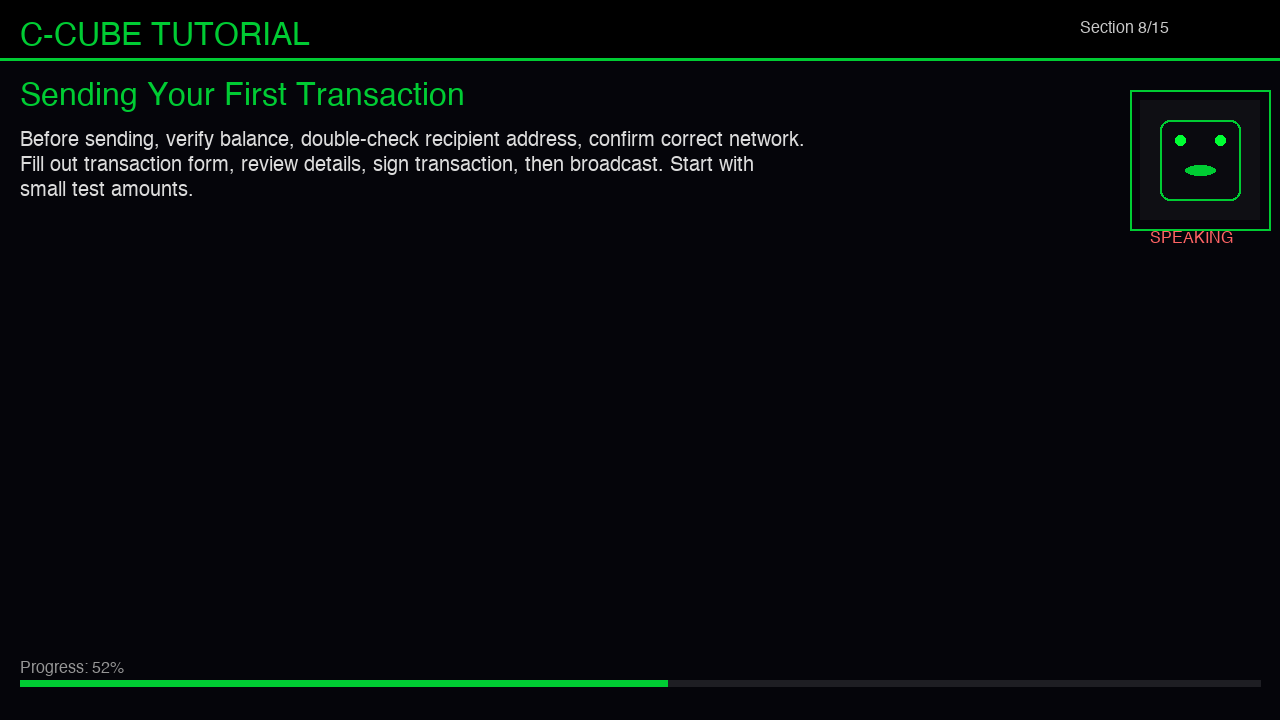 C-CUBE TUTORIAL
Section 8/15
Sending Your First Transaction
Before sending, verify balance, double-check recipient address, confirm correct network.
Fill out transaction form, review details, sign transaction, then broadcast. Start with
small test amounts.
SPEAKING
Progress: 52%